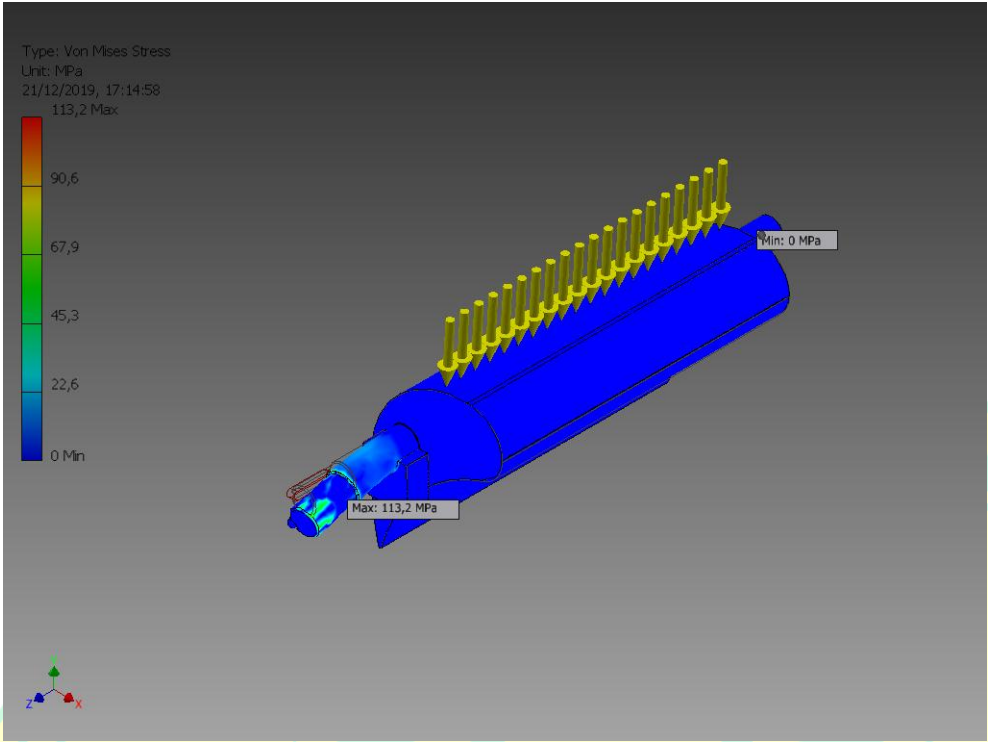 Type: Von Mises Stress
Unit: MPa
21/12/2019, 17:14:58
113,2 Max
90,6
67,9
45,3
22,6
0 Min
Min: 0 MPa
Max: 113,2 MPa
Z
X